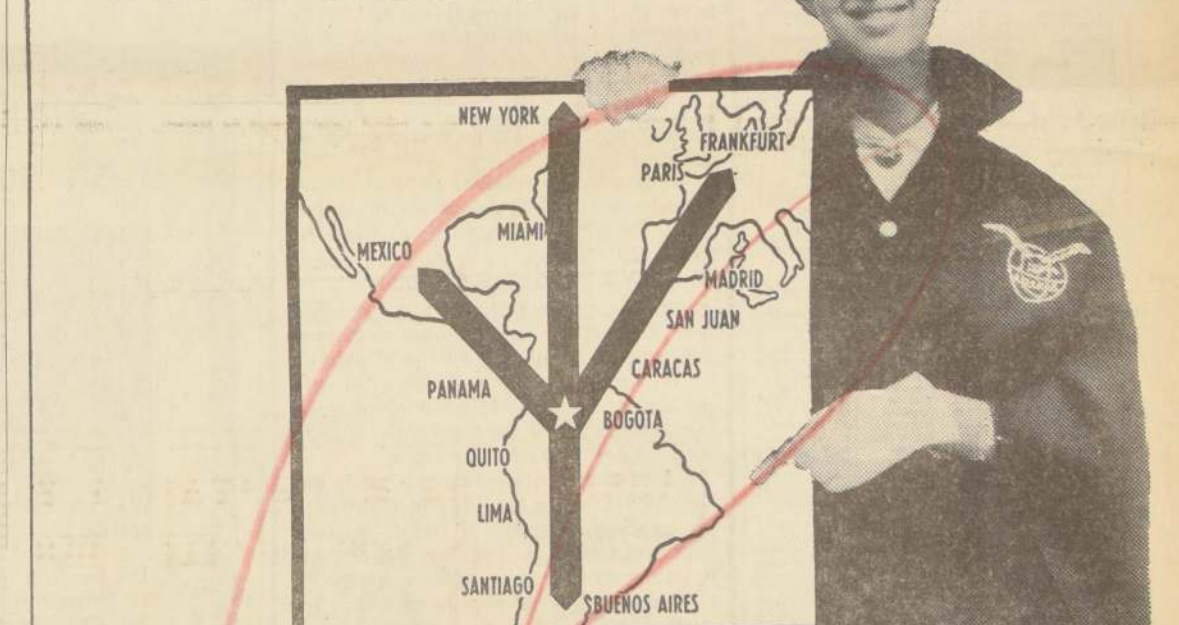 NEW YORK
FRANKFURT
PARIS
MIAMI
MEXICO
MADRID
SAN JUAN
CARACAS
PANAMA
BOGOTA
QUITO
LIMA
SANTIAGO
BUENOS AIRES